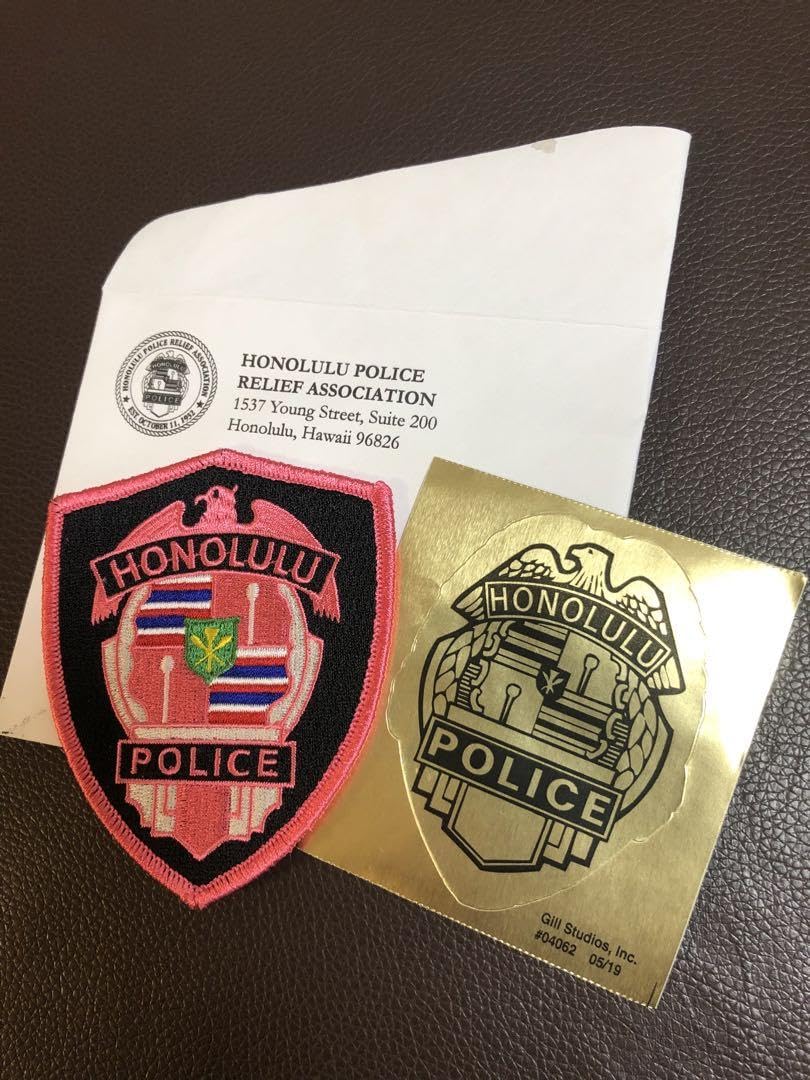 HONOLULU POLICE RELIEF ASSOCIATION
HONOLULU
POLICE
EST. OCTOBER 11, 1932
HONOLULU POLICE
RELIEF ASSOCIATION
1537 Young Street, Suite 200
Honolulu, Hawaii 96826
HONOLULU
POLICE
HONOLULU
POLICE
Gill Studios, Inc.
#04062 05/19